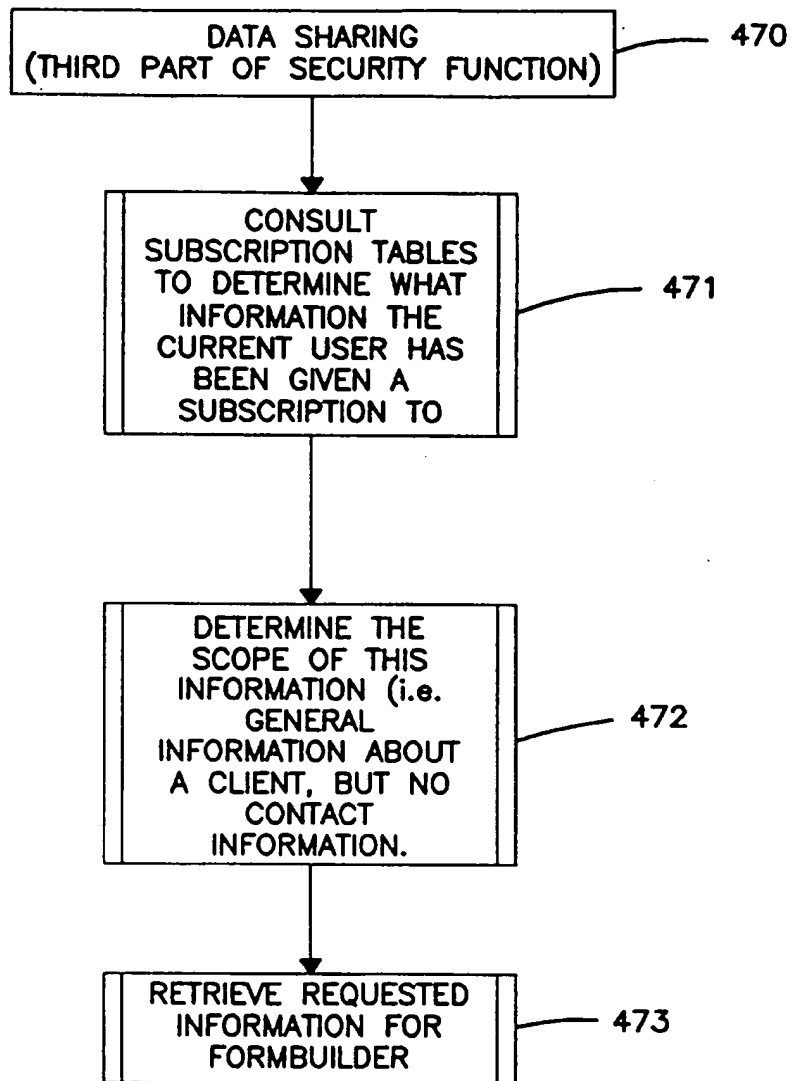 DATA SHARING
(THIRD PART OF SECURITY FUNCTION)
470
CONSULT
SUBSCRIPTION TABLES
TO DETERMINE WHAT
INFORMATION THE
CURRENT USER HAS
BEEN GIVEN A
SUBSCRIPTION TO
471
DETERMINE THE
SCOPE OF THIS
INFORMATION (i.e.
GENERAL
INFORMATION ABOUT
A CLIENT, BUT NO
CONTACT
INFORMATION.
472
RETRIEVE REQUESTED
INFORMATION FOR
FORMBUILDER
473